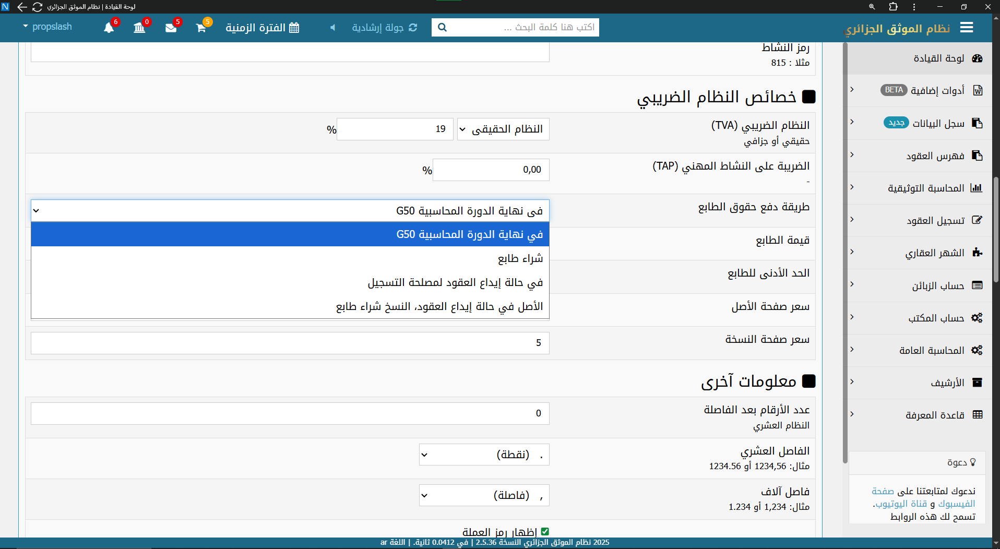 لوحة القيادة | نظام الموثق الجزائري
نظام الموثق الجزائري
اكتب هنا كلمة البحث ...
جولة إرشادية
الفترة الزمنية
5
5
0
6
propslash
لوحة القيادة
أدوات إضافية BETA
سجل البيانات جديد
فهرس العقود
المحاسبة التوثيقية
تسجيل العقود
الشهر العقاري
حساب الزبائن
حساب المكتب
المحاسبة العامة
الأرشيف
قاعدة المعرفة
دعوة
ندعوك لمتابعتنا على صفحة
الفيسبوك و قناة اليوتيوب.
تسمح لك هذه الروابط
رمز النشاط
مثلا : 815
خصائص النظام الضريبي
النظام الضريبي (TVA)
حقيقي أو جزافي
النظام الحقيقي
19 %
الضريبة على النشاط المهني (TAP)
-
0,00 %
طريقة دفع حقوق الطابع
في نهاية الدورة المحاسبية G50
في نهاية الدورة المحاسبية G50
شراء طابع
في حالة إيداع العقود لمصلحة التسجيل
الأصل في حالة إيداع العقود، النسخ شراء طابع
قيمة الطابع
الحد الأدنى للطابع
سعر صفحة الأصل
سعر صفحة النسخة
5
معلومات آخرى
عدد الأرقام بعد الفاصلة
النظام العشري
0
الفاصل العشري
مثال: 1234,56 أو 1234.56
. (نقطة)
فاصل آلاف
مثال: 1,234 أو 1.234
, (فاصلة)
إظهار رمز العملة
2025 نظام الموثق الجزائري النسخة 2.5.36 | في 0.0412 ثانية. | اللغة ar